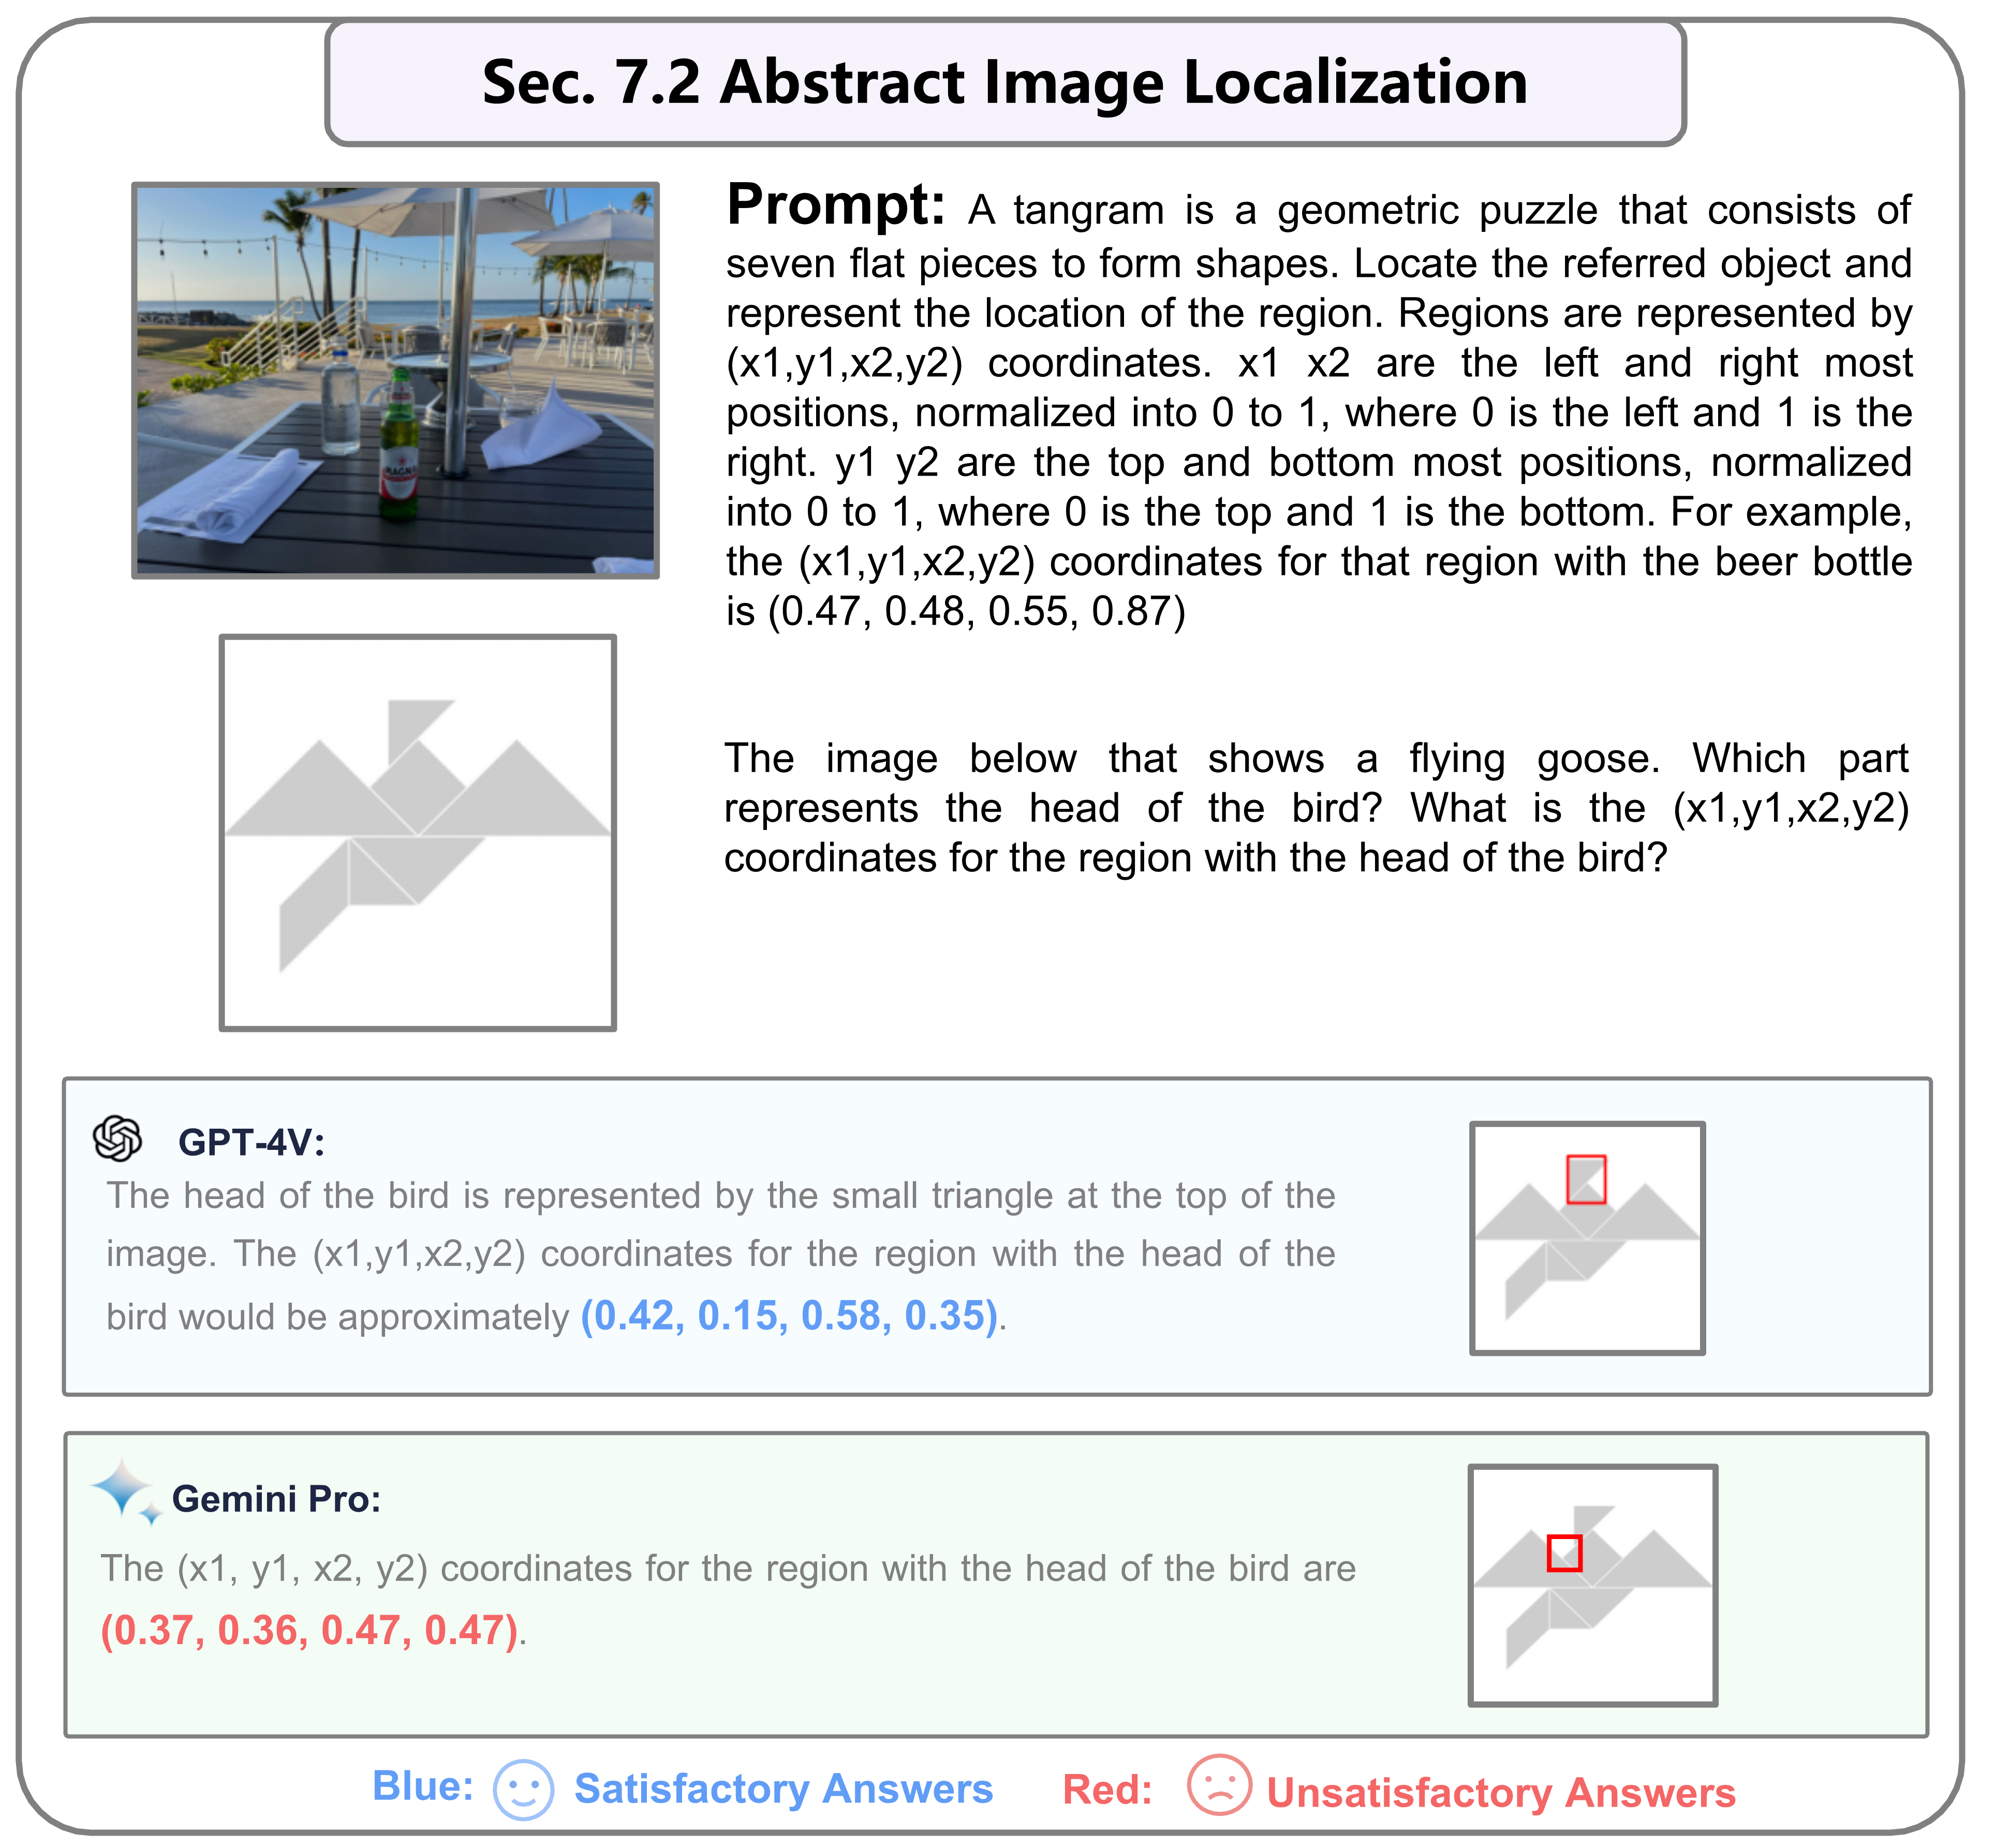 Sec. 7.2 Abstract Image Localization
Prompt: A tangram is a geometric puzzle that consists of
seven flat pieces to form shapes. Locate the referred object and
represent the location of the region. Regions are represented by
(x1,y1,x2,y2) coordinates. x1 x2 are the left and right most
positions, normalized into 0 to 1, where 0 is the left and 1 is the
right. y1 y2 are the top and bottom most positions, normalized
into 0 to 1, where 0 is the top and 1 is the bottom. For example,
the (x1,y1,x2,y2) coordinates for that region with the beer bottle
is (0.47, 0.48, 0.55, 0.87)
MAGNA
The image below that shows a flying goose. Which part
represents the head of the bird? What is the (x1,y1,x2,y2)
coordinates for the region with the head of the bird?
GPT-4V:
The head of the bird is represented by the small triangle at the top of the
image. The (x1,y1,x2,y2) coordinates for the region with the head of the
bird would be approximately (0.42, 0.15, 0.58, 0.35).
Gemini Pro:
The (x1, y1, x2, y2) coordinates for the region with the head of the bird are
(0.37, 0.36, 0.47, 0.47).
Blue: Satisfactory Answers Red: Unsatisfactory Answers